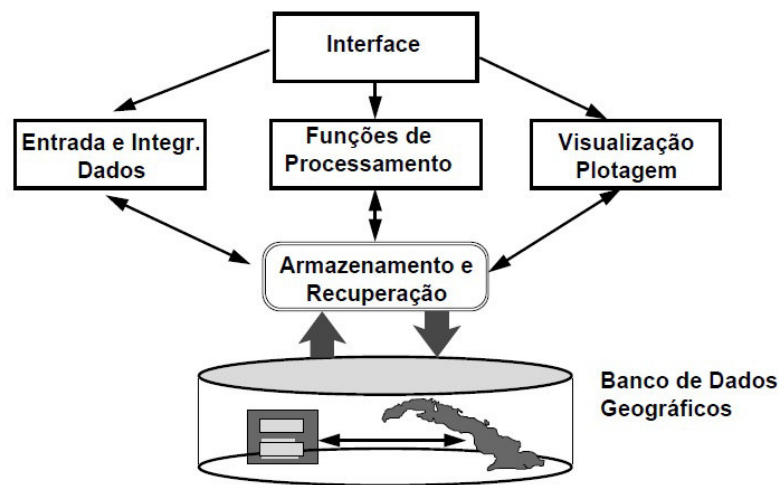 Interface
Entrada e Integr.
Dados
Funções de
Processamento
Visualização
Plotagem
Armazenamento e
Recuperação
Banco de Dados
Geográficos